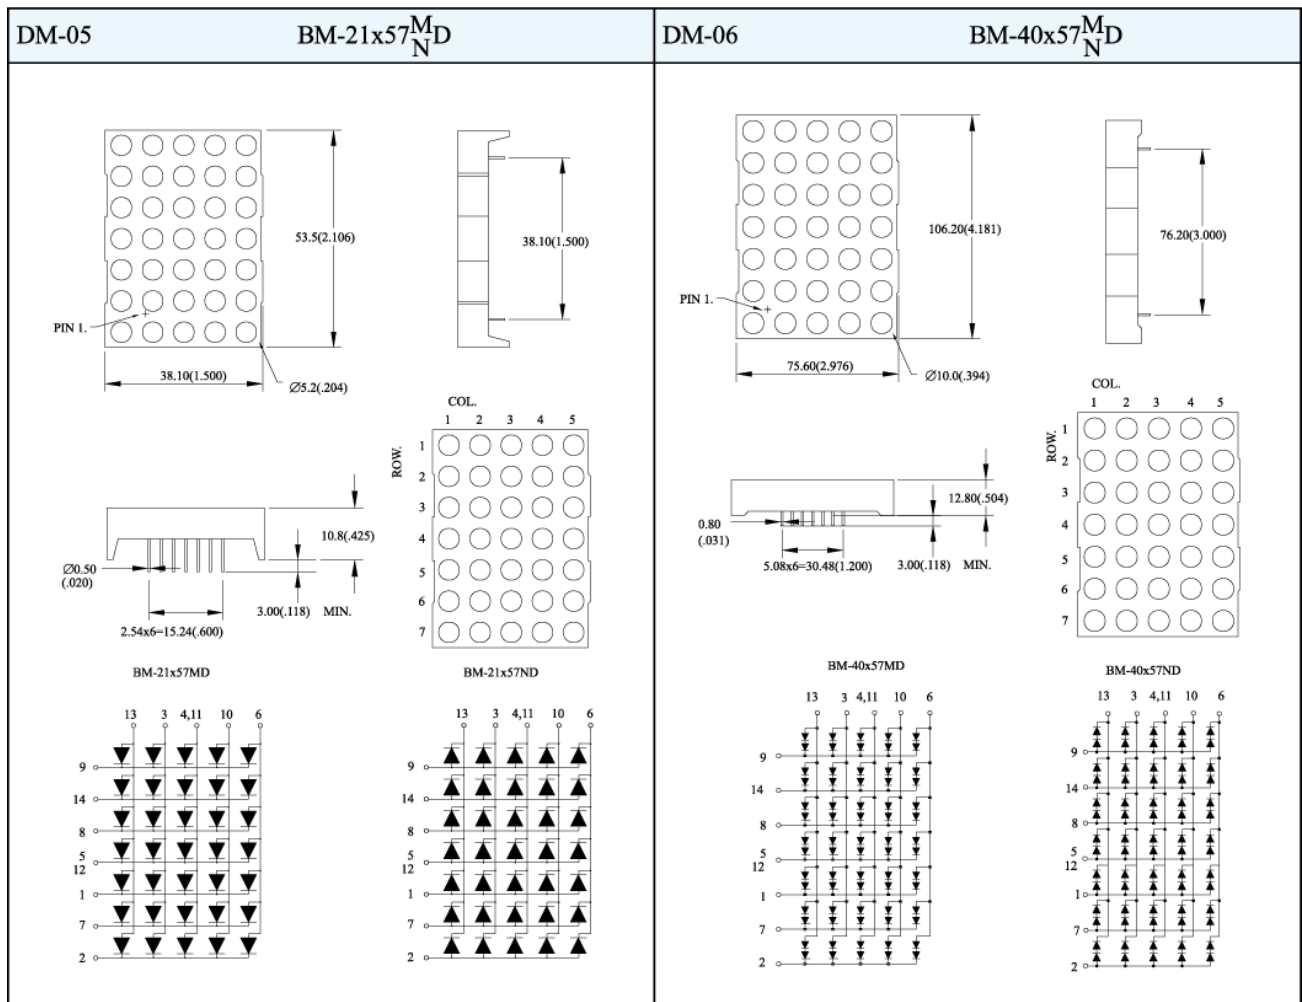 DM-05 BM-21x57M/ND
DM-06 BM-40x57M/ND
53.5(2.106)
38.10(1.500)
PIN 1.
38.10(1.500)
Ø5.2(.204)
COL.
1 2 3 4 5
ROW.
1
2
3
4
5
6
7
10.8(.425)
Ø0.50
(.020)
3.00(.118) MIN.
2.54x6=15.24(.600)
BM-21x57MD
13 3 4,11 10 6
9
14
8
5
12
1
7
2
BM-21x57ND
13 3 4,11 10 6
9
14
8
5
12
1
7
2
106.20(4.181)
76.20(3.000)
PIN 1.
75.60(2.976)
Ø10.0(.394)
COL.
1 2 3 4 5
ROW.
1
2
3
4
5
6
7
12.80(.504)
0.80
(.031)
5.08x6=30.48(1.200)
3.00(.118) MIN.
BM-40x57MD
13 3 4,11 10 6
9
14
8
5
12
1
7
2
BM-40x57ND
13 3 4,11 10 6
9
14
8
5
12
1
7
2